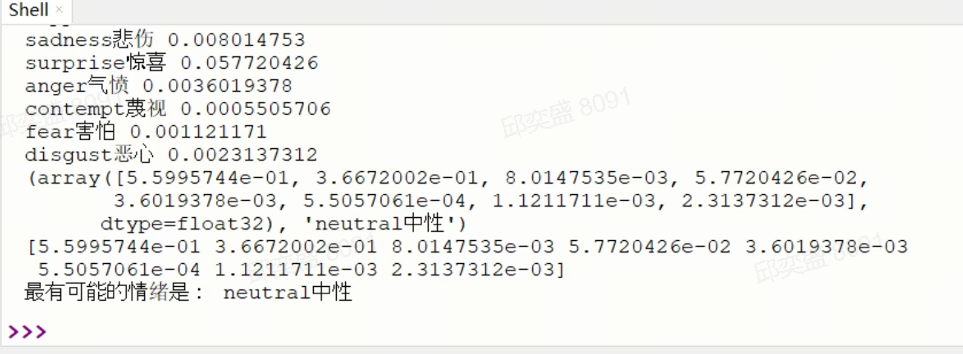 Shell ×
sadness悲伤 0.008014753
surprise惊喜 0.057720426
anger气愤 0.0036019378
contempt蔑视 0.0005505706
fear害怕 0.001121171
disgust恶心 0.0023137312
(array([5.5995744e-01, 3.6672002e-01, 8.0147535e-03, 5.7720426e-02,
3.6019378e-03, 5.5057061e-04, 1.1211711e-03, 2.3137312e-03],
dtype=float32), 'neutral中性')
[5.5995744e-01 3.6672002e-01 8.0147535e-03 5.7720426e-02 3.6019378e-03
5.5057061e-04 1.1211711e-03 2.3137312e-03]
最有可能的情绪是： neutral中性
>>>
邱奕盛 8091
邱奕盛 8091
邱奕盛 8091
邱奕盛 8091